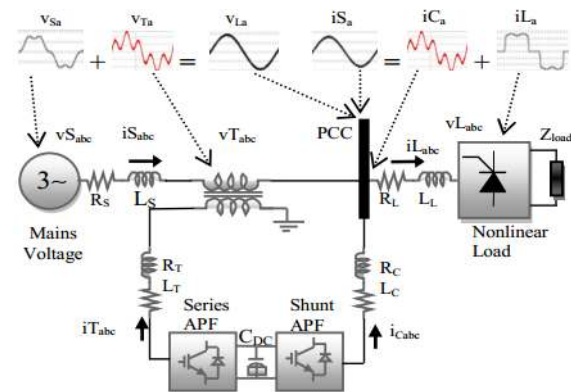 vSa + vTa = vLa iSa = iCa + iLa
vSabc iSabc vTabc PCC iLabc vLabc Zload
3~
RS LS RL LL
Mains
Voltage
Nonlinear
Load
RT
LT
RC
LC
iTabc
Series
APF
CDC
Shunt
APF
iCabc